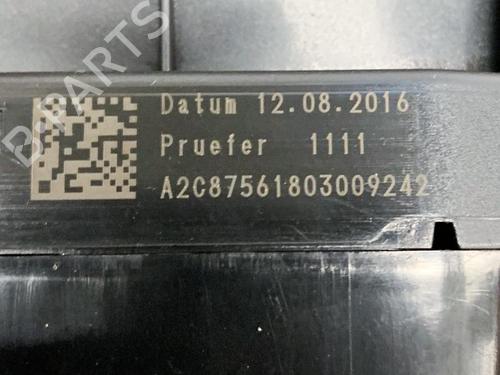 B-PARTS
Datum 12.08.2016
Pruefer 1111
A2C87561803009242